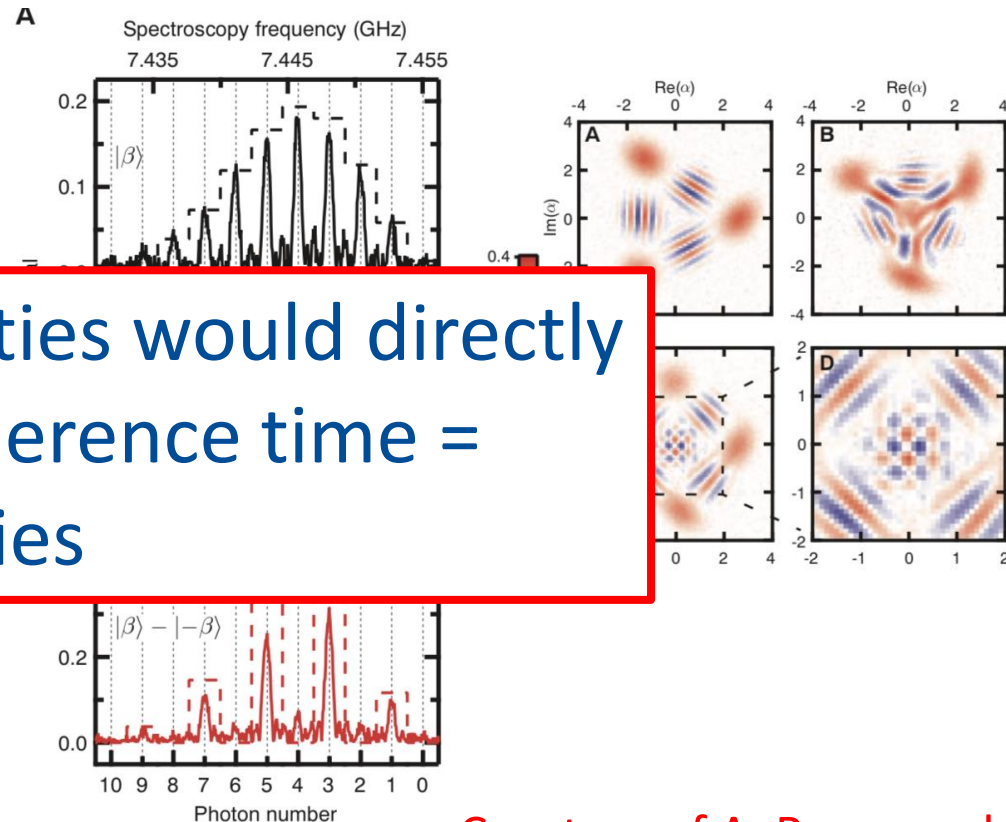 A
Spectroscopy frequency (GHz)
7.435 7.445 7.455
0.2
|β⟩
0.1
0.4
Re(α)
-4 -2 0 2 4
4
A
2
Im(α)
0
Re(α)
-4 -2 0 2 4
4
B
2
0
-2
-4
ties would directly
erence time =
ies
2
D
1
0
-1
-2
0 2 4
-2 -1 0 1 2
|β⟩ − |−β⟩
0.2
0.0
10 9 8 7 6 5 4 3 2 1 0
Photon number